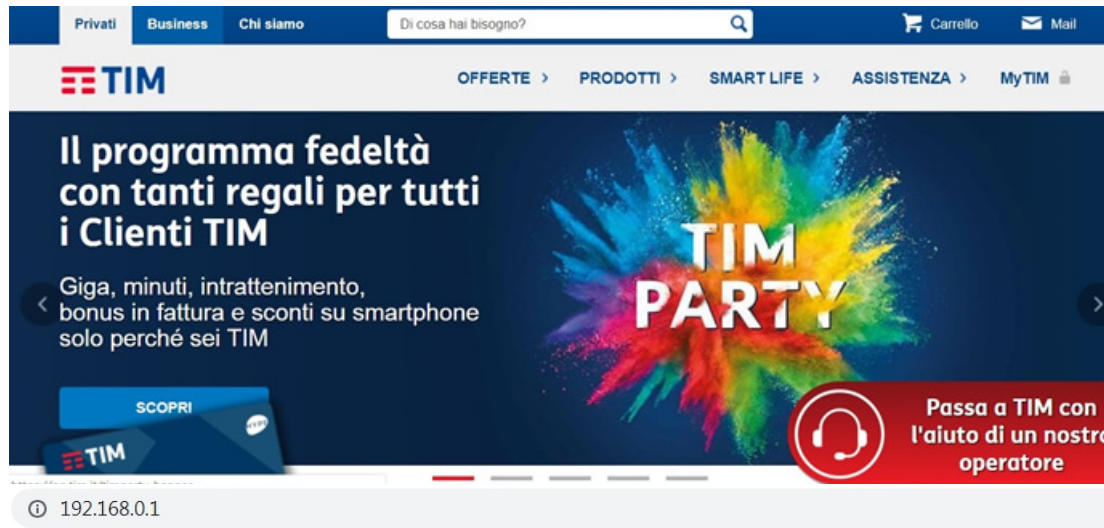 Privati Business Chi siamo Di cosa hai bisogno? Carrello Mail
TIM OFFERTE > PRODOTTI > SMART LIFE > ASSISTENZA > MyTIM
Il programma fedeltà
con tanti regali per tutti
i Clienti TIM
Giga, minuti, intrattenimento,
bonus in fattura e sconti su smartphone
solo perché sei TIM
TIM
PARTY
SCOPRI
HYPE
TIM
Passa a TIM con
l'aiuto di un nostro
operatore
192.168.0.1